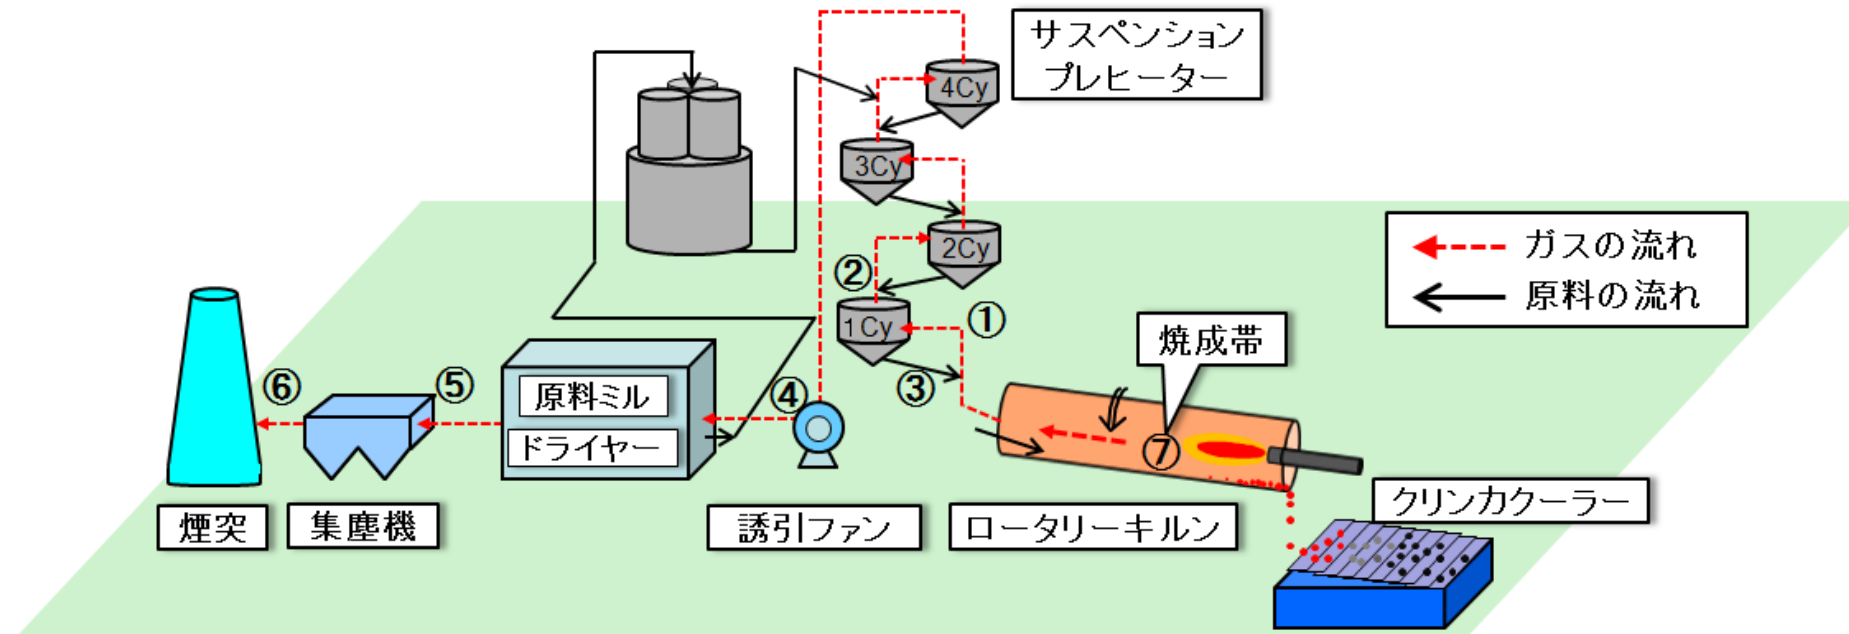 サスペンション
プレヒーター
4Cy
3Cy
2Cy
②
1Cy
①
③
ガスの流れ
原料の流れ
焼成帯
⑦
⑥
⑤
④
原料ミル
ドライヤー
煙突
集塵機
誘引ファン
ロータリーキルン
クリンカクーラー